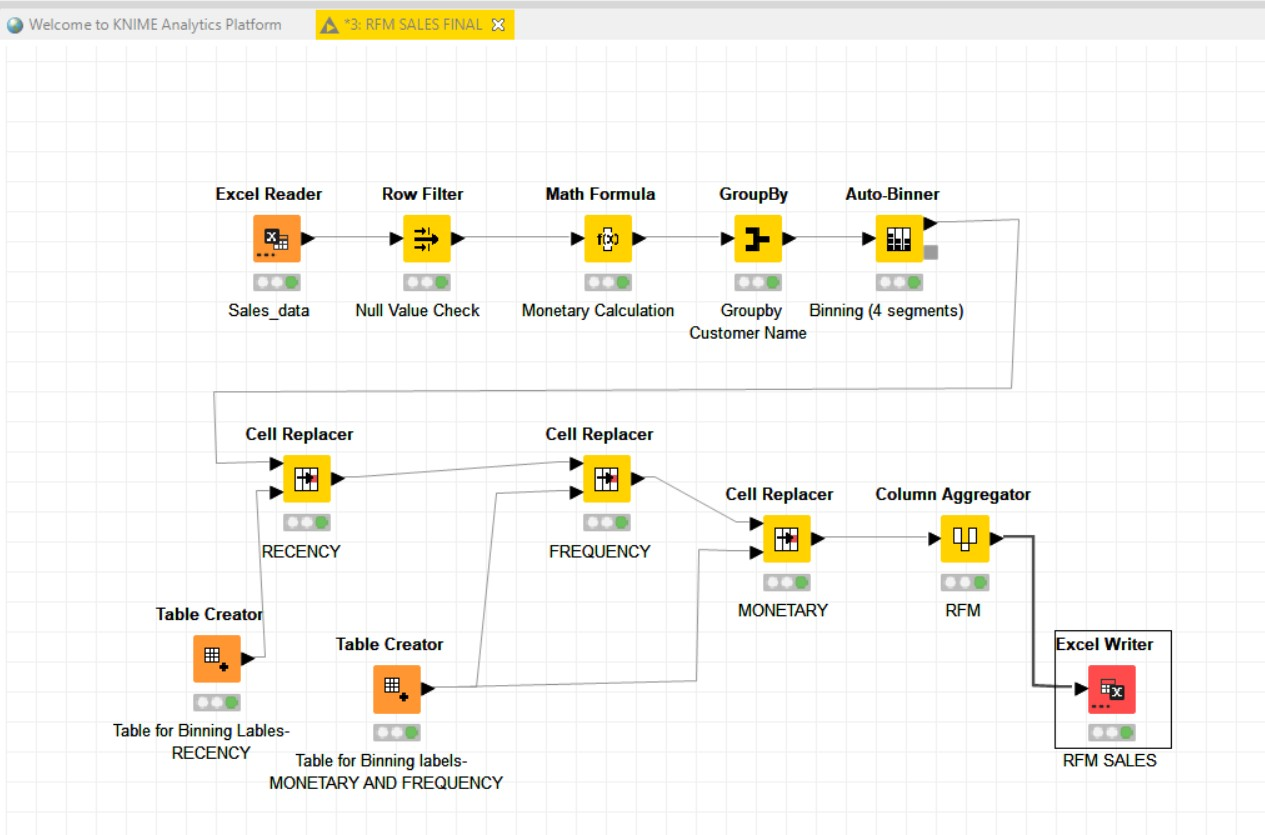 Welcome to KNIME Analytics Platform
*3: RFM SALES FINAL
Excel Reader
Row Filter
Math Formula
GroupBy
Auto-Binner
f(x)
Sales_data
Null Value Check
Monetary Calculation
Groupby
Customer Name
Binning (4 segments)
Cell Replacer
Cell Replacer
Cell Replacer
Column Aggregator
RECENCY
FREQUENCY
MONETARY
RFM
Table Creator
Table Creator
Excel Writer
Table for Binning Lables-
RECENCY
Table for Binning labels-
MONETARY AND FREQUENCY
RFM SALES